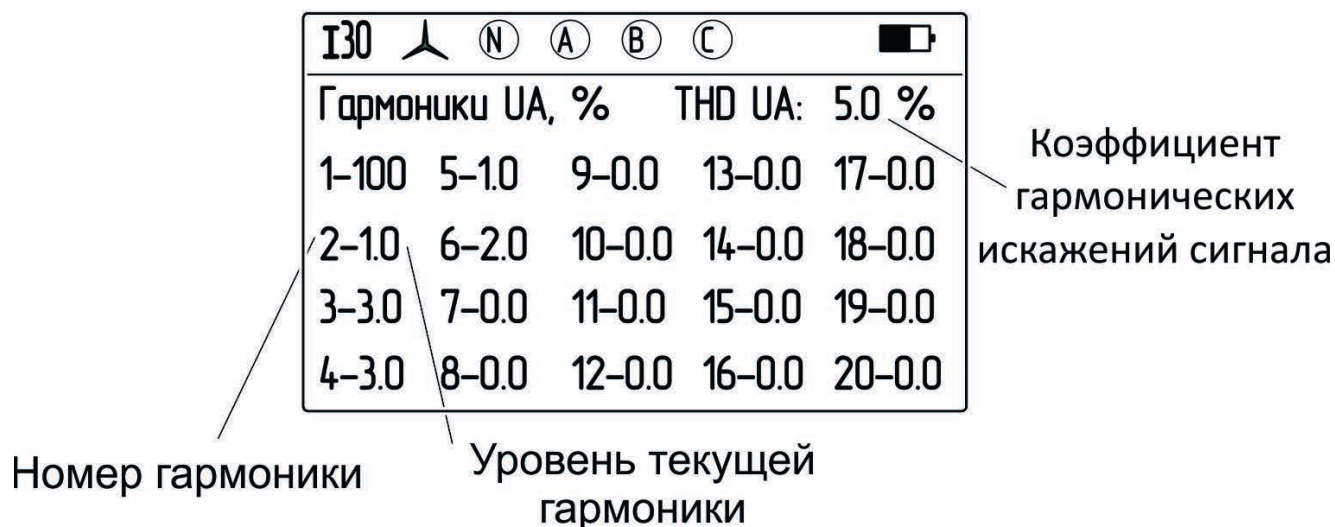 I30 N A B C
Гармоники UA, % THD UA: 5.0 %
1–100 5–1.0 9–0.0 13–0.0 17–0.0
2–1.0 6–2.0 10–0.0 14–0.0 18–0.0
3–3.0 7–0.0 11–0.0 15–0.0 19–0.0
4–3.0 8–0.0 12–0.0 16–0.0 20–0.0
Коэффициент
гармонических
искажений сигнала
Номер гармоники
Уровень текущей
гармоники